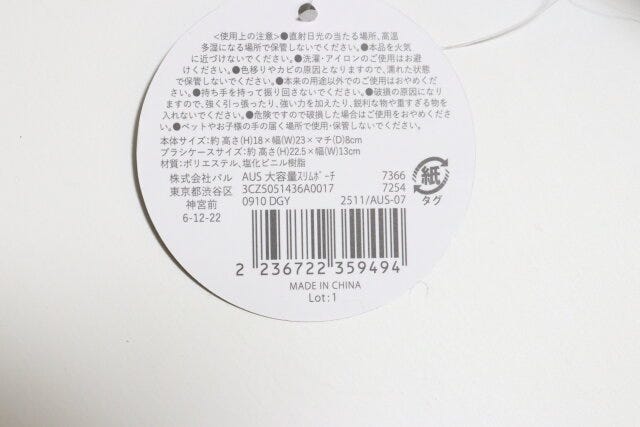 <使用上の注意>●直射日光の当たる場所、高温
多湿になる場所で保管しないでください。●本品を火気
に近づけないでください。●洗濯・アイロンのご使用はお避
けください。●色移りやカビの原因となりますので、濡れた状態
で保管しないでください。●本来の用途以外でのご使用はおやめくだ
さい。●持ち手を持って振り回さないでください。●破損の原因になり
ますので、強く引っ張ったり、強い力を加えたり、鋭利な物や重すぎる物を
入れないでください。●危険ですので破損した場合はご使用をおやめくださ
い。●ペットやお子様の手の届く場所で使用・保管しないでください。
本体サイズ:約 高さ(H)18×幅(W)23×マチ(D)8cm
ブラシケースサイズ:約 高さ(H)22.5×幅(W)13cm
材質:ポリエステル、塩化ビニル樹脂
株式会社パル
東京都渋谷区
神宮前
6-12-22
AUS 大容量スリムポーチ 7366
3CZ5051436A0017 7254
0910 DGY 2511/AUS-07
紙
タグ
2 236722 359494
MADE IN CHINA
Lot:1